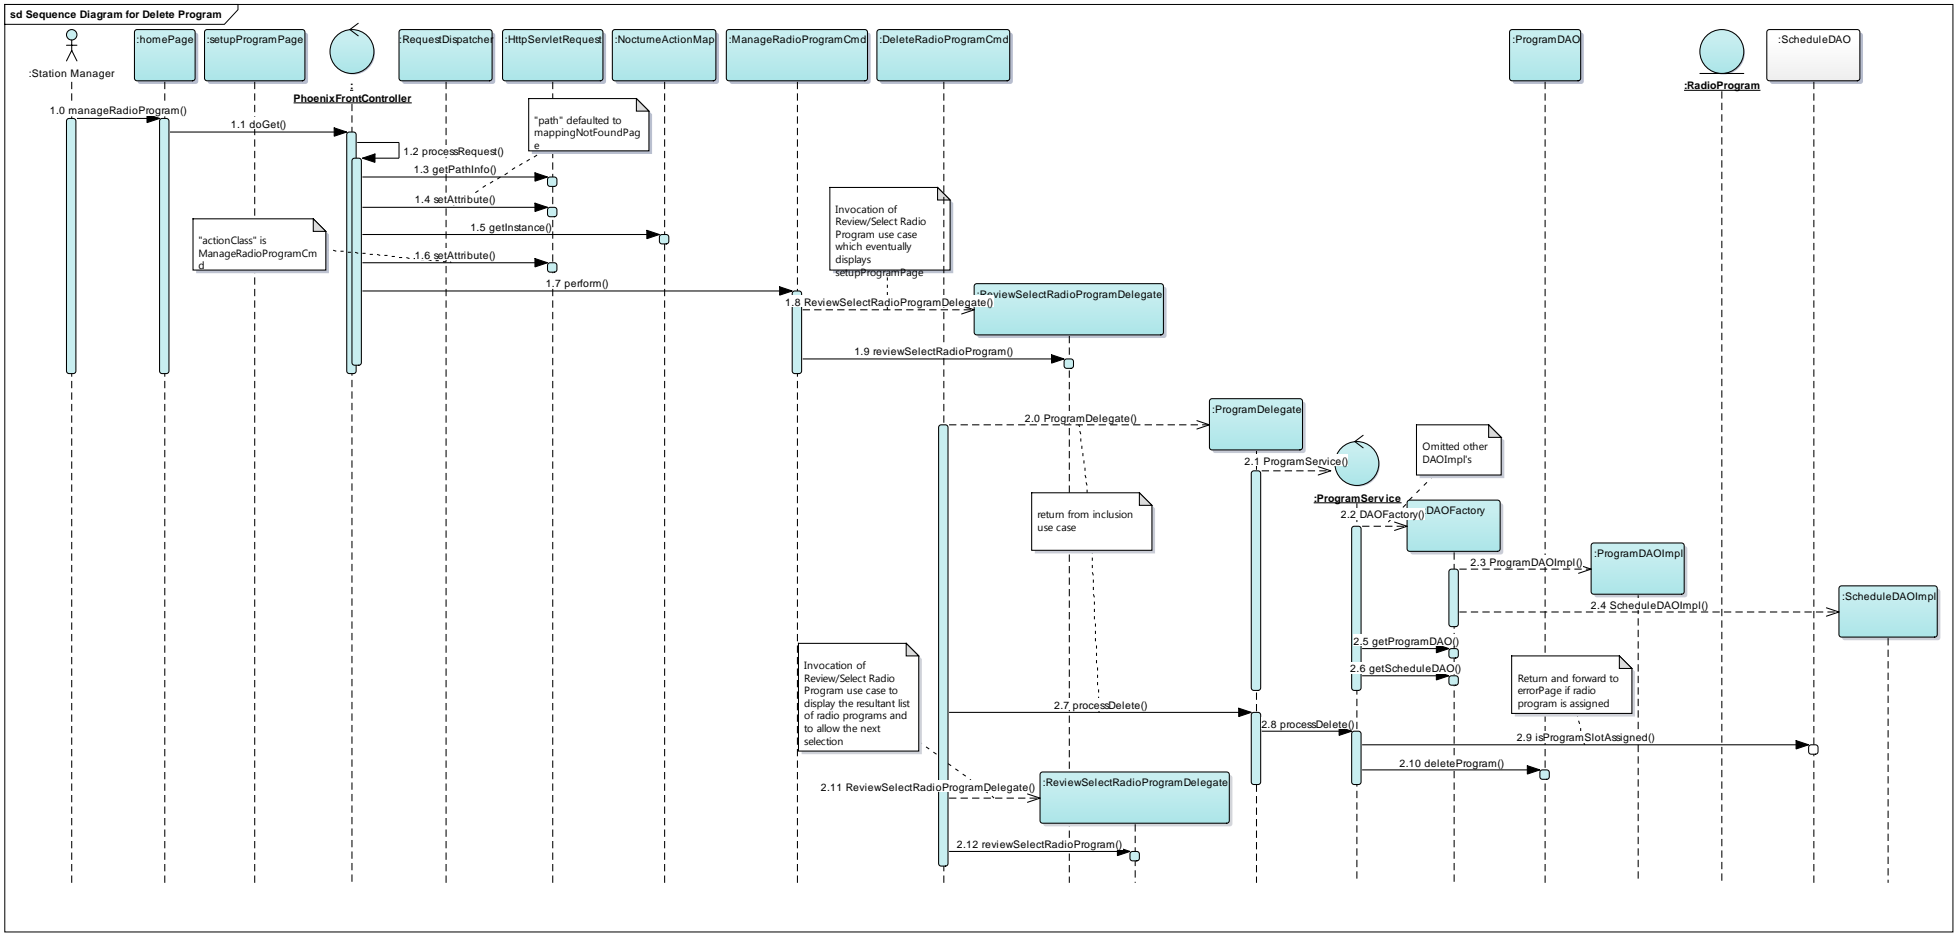 sd Sequence Diagram for Delete Program
:Station Manager
:homePage
:setupProgramPage
:
PhoenixFrontController
:RequestDispatcher
:HttpServletRequest
:NocturneActionMap
:ManageRadioProgramCmd
:DeleteRadioProgramCmd
:ProgramDAO
:RadioProgram
:ScheduleDAO
1.0 manageRadioProgram()
1.1 doGet()
"path" defaulted to
mappingNotFoundPag
e
1.2 processRequest()
1.3 getPathInfo()
1.4 setAttribute()
"actionClass" is
ManageRadioProgramCm
d
1.5 getInstance()
1.6 setAttribute()
Invocation of
Review/Select Radio
Program use case
which eventually
displays
setupProgramPage
1.7 perform()
:ReviewSelectRadioProgramDelegate
1.8 ReviewSelectRadioProgramDelegate()
1.9 reviewSelectRadioProgram()
:ProgramDelegate
2.0 ProgramDelegate()
2.1 ProgramService()
:ProgramService
Omitted other
DAOImpl's
return from inclusion
use case
2.2 DAOFactory()
:DAOFactory
2.3 ProgramDAOImpl()
:ProgramDAOImpl
2.4 ScheduleDAOImpl()
:ScheduleDAOImpl
2.5 getProgramDAO()
2.6 getScheduleDAO()
Invocation of
Review/Select Radio
Program use case to
display the resultant list
of radio programs and
to allow the next
selection
Return and forward to
errorPage if radio
program is assigned
2.7 processDelete()
2.8 processDelete()
2.9 isProgramSlotAssigned()
2.10 deleteProgram()
2.11 ReviewSelectRadioProgramDelegate()
:ReviewSelectRadioProgramDelegate
2.12 reviewSelectRadioProgram()